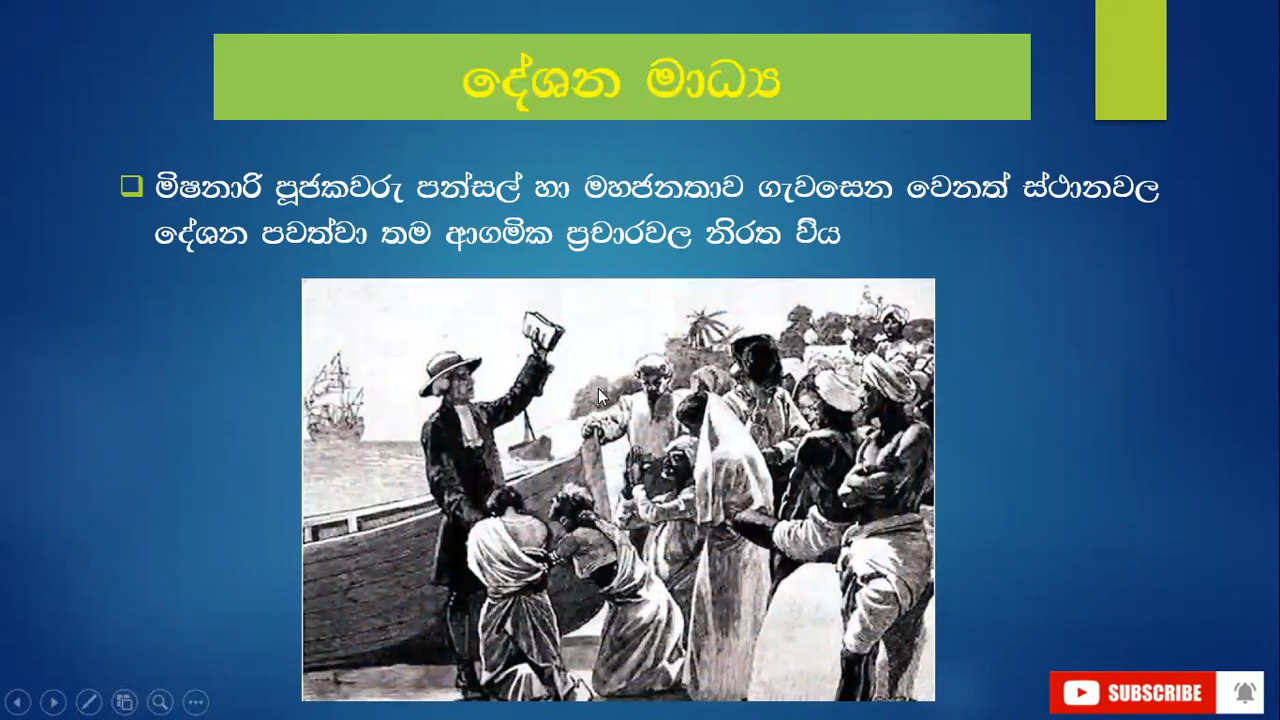 දේශන මාධ්‍ය
මිෂනාරි පූජකවරු පන්සල් හා මහජනතාව ගැවසෙන වෙනත් ස්ථානවල
දේශන පවත්වා තම ආගමික ප්‍රචාරවල නිරත විය
SUBSCRIBE